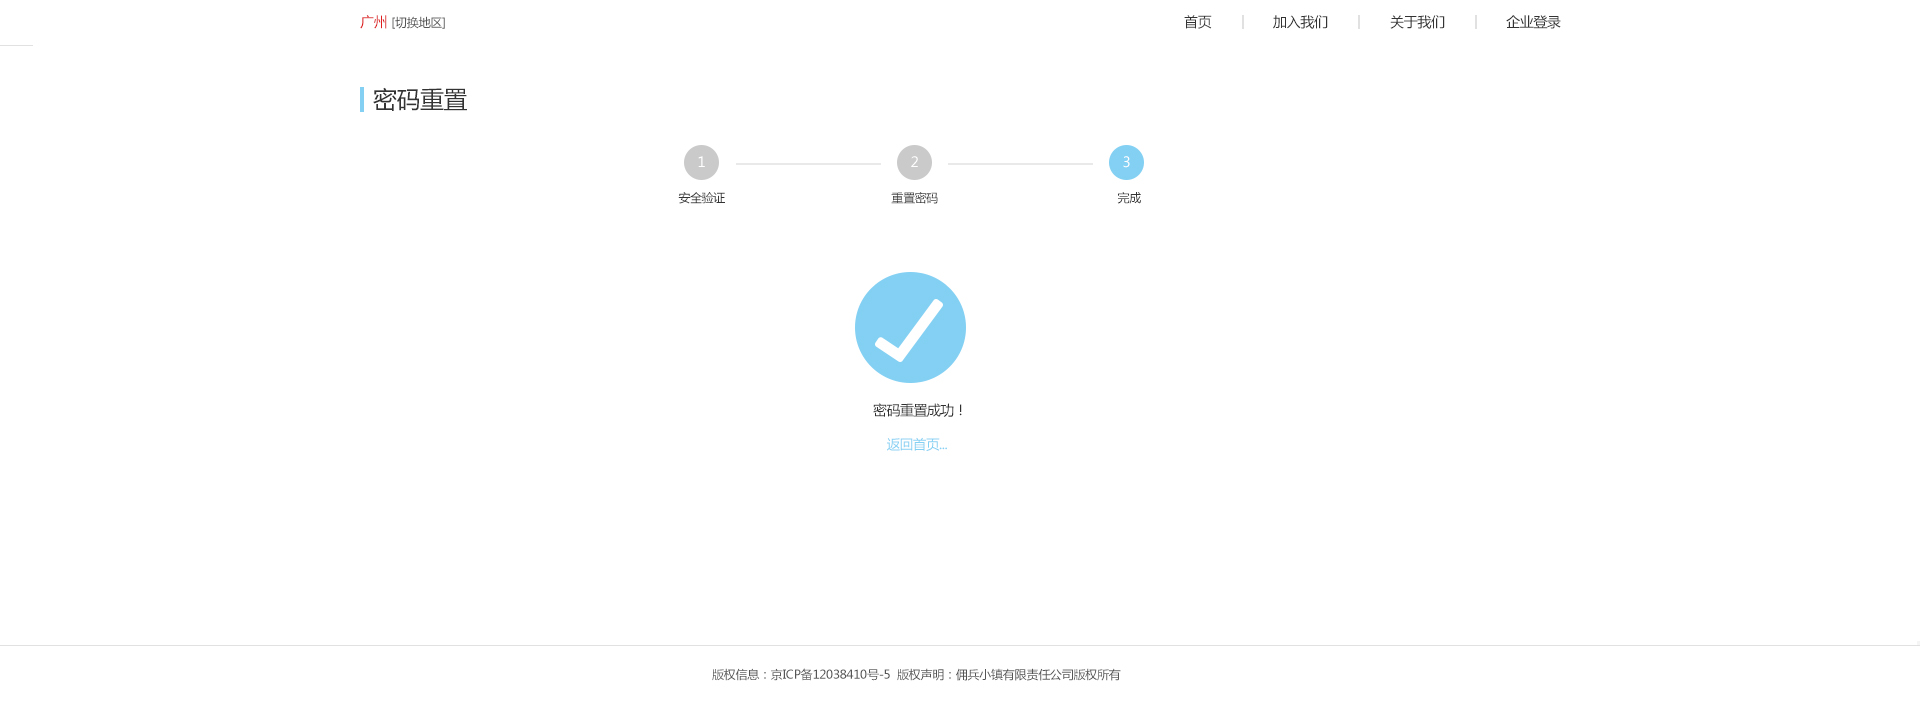 广州 [切换地区] 首页 加入我们 关于我们 企业登录
密码重置
1 2 3
安全验证 重置密码 完成
密码重置成功！
返回首页...
版权信息：京ICP备12038410号-5 版权声明：佣兵小镇有限责任公司版权所有